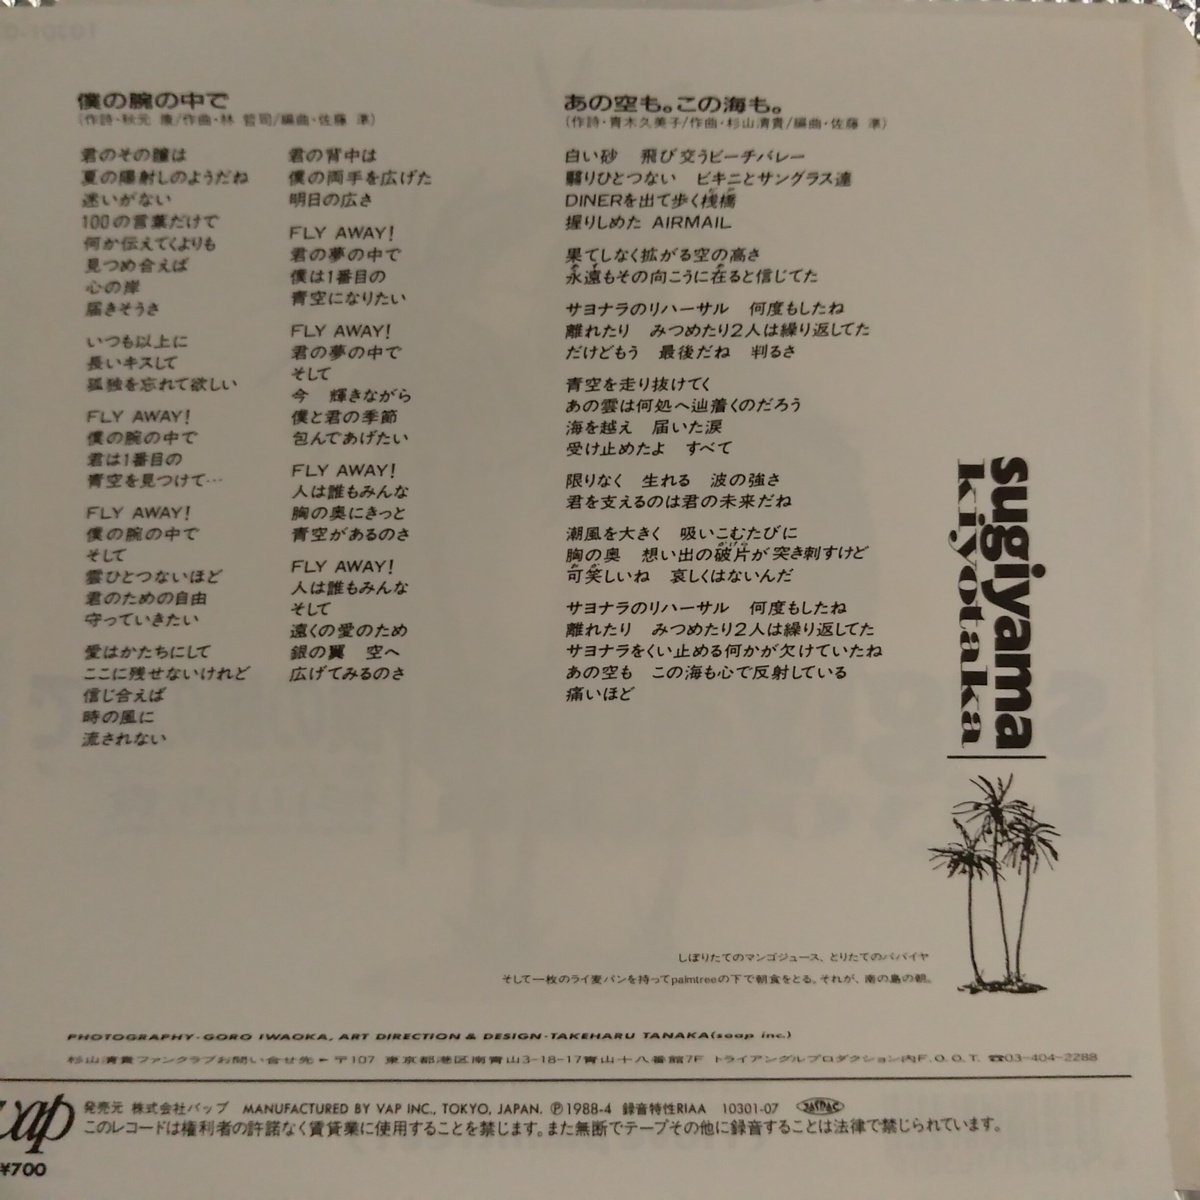 僕の腕の中で
(作詩・秋元 康/作曲・林 哲司/編曲・佐藤 準)
君のその瞳は
夏の陽射しのようだね
迷いがない
100の言葉だけで
何か伝えてくよりも
見つめ合えば
心の岸
届きそうさ
いつも以上に
長いキスして
孤独を忘れて欲しい
FLY AWAY!
僕の腕の中で
君は1番目の
青空を見つけて…
FLY AWAY!
僕の腕の中で
そして
雲ひとつないほど
君のための自由
守っていきたい
愛はかたちにして
ここに残せないけれど
信じ合えば
時の風に
流されない
君の背中は
僕の両手を広げた
明日の広さ
FLY AWAY!
君の夢の中で
僕は1番目の
青空になりたい
FLY AWAY!
君の夢の中で
そして
今 輝きながら
僕と君の季節
包んであげたい
FLY AWAY!
人は誰もみんな
胸の奥にきっと
青空があるのさ
FLY AWAY!
人は誰もみんな
そして
遠くの愛のため
銀の翼 空へ
広げてみるのさ
あの空も。この海も。
(作詩・青木久美子/作曲・杉山清貴/編曲・佐藤 準)
白い砂 飛び交うビーチバレー
翳りひとつない ビキニとサングラス達
DINERを出て歩く桟橋
握りしめた AIRMAIL
果てしなく拡がる空の高さ
永遠もその向こうに在ると信じてた
サヨナラのリハーサル 何度もしたね
離れたり みつめたり2人は繰り返してた
だけどもう 最後だね 判るさ
青空を走り抜けてく
あの雲は何処へ辿着くのだろう
海を越え 届いた涙
受け止めたよ すべて
限りなく 生れる 波の強さ
君を支えるのは君の未来だね
潮風を大きく 吸いこむたびに
胸の奥 想い出の破片が突き刺すけど
可笑しいね 哀しくはないんだ
サヨナラのリハーサル 何度もしたね
離れたり みつめたり2人は繰り返してた
サヨナラをくい止める何かが欠けていたね
あの空も この海も心で反射している
痛いほど
sugiyama
kiyotaka
しぼりたてのマンゴジュース、とりたてのパパイヤ
そして一枚のライ麦パンを持ってpalmtreeの下で朝食をとる。それが、南の島の朝。
PHOTOGRAPHY・GORO IWAOKA, ART DIRECTION & DESIGN・TAKEHARU TANAKA(soap inc.)
杉山清貴ファンクラブお問い合せ先 ► 〒107 東京都港区南青山3-18-17青山十八番館7F トライアングルプロダクション内F.O.O.T. ☎03-404-2288
vap
発売元 株式会社バップ MANUFACTURED BY VAP INC., TOKYO, JAPAN. Ⓟ1988-4 録音特性RIAA 10301-07 JASRAC
このレコードは権利者の許諾なく賃貸業に使用することを禁じます。また無断でテープその他に録音することは法律で禁じられています。
¥700